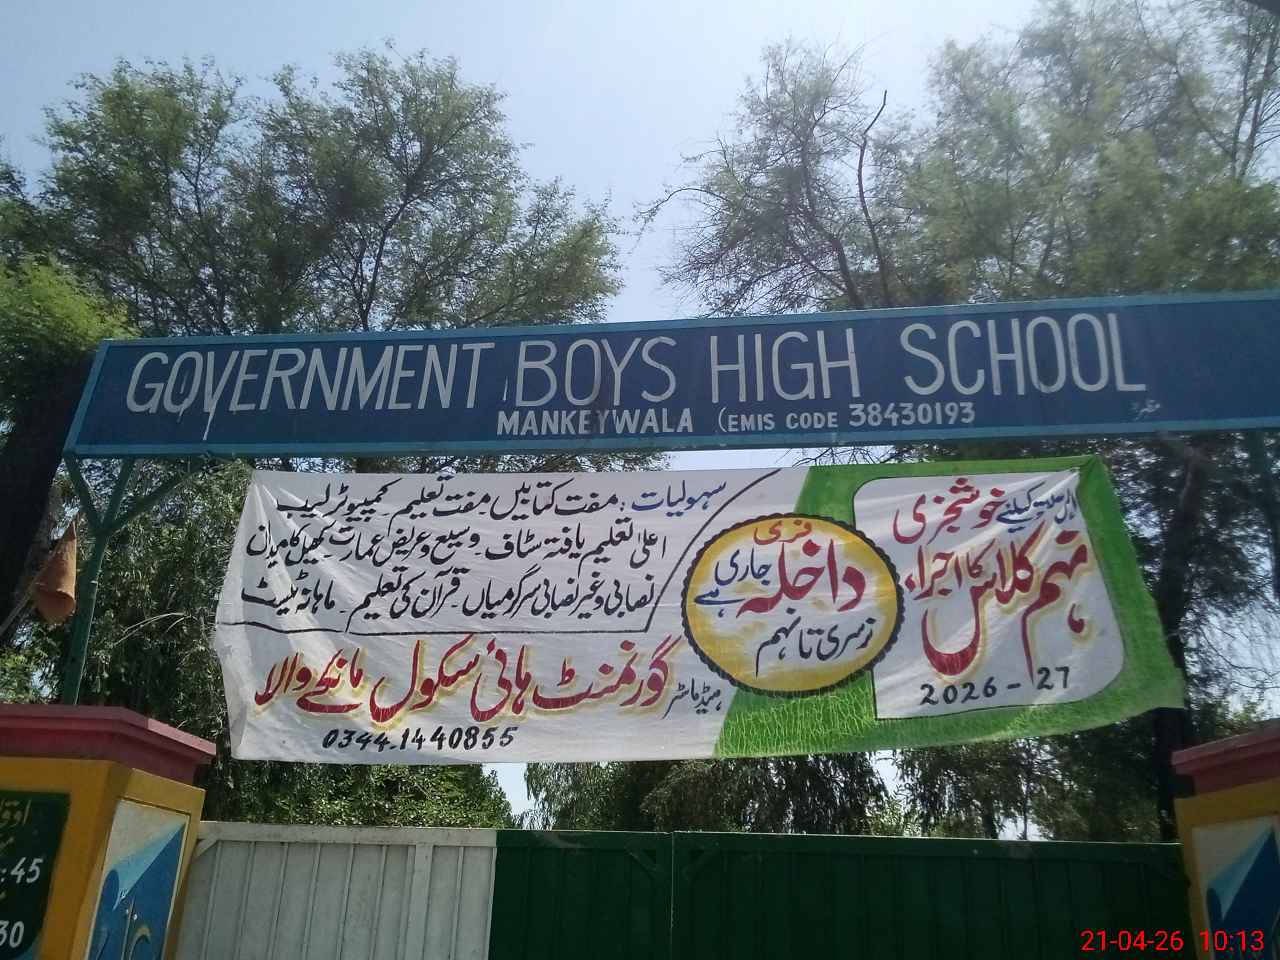 GOVERNMENT BOYS HIGH SCHOOL
MANKEYWALA (EMIS CODE 38430193
اہل علاقہ کیلئے خوشخبری
نہم کلاس کا اجراء
2026 - 27
فری
داخلہ جاری ہے
نرسری تا نہم
سہولیات: مفت کتابیں مفت تعلیم کمپیوٹر لیب
اعلیٰ تعلیم یافتہ سٹاف۔ وسیع و عریض عمارت کھیل کا میدان
نصابی و غیر نصابی سرگرمیاں قرآن کی تعلیم۔ ماہانہ ٹیسٹ
ہیڈ ماسٹر گورنمنٹ ہائی سکول مانکے والا
0344.1440855
:45
30
21-04-26 10:13